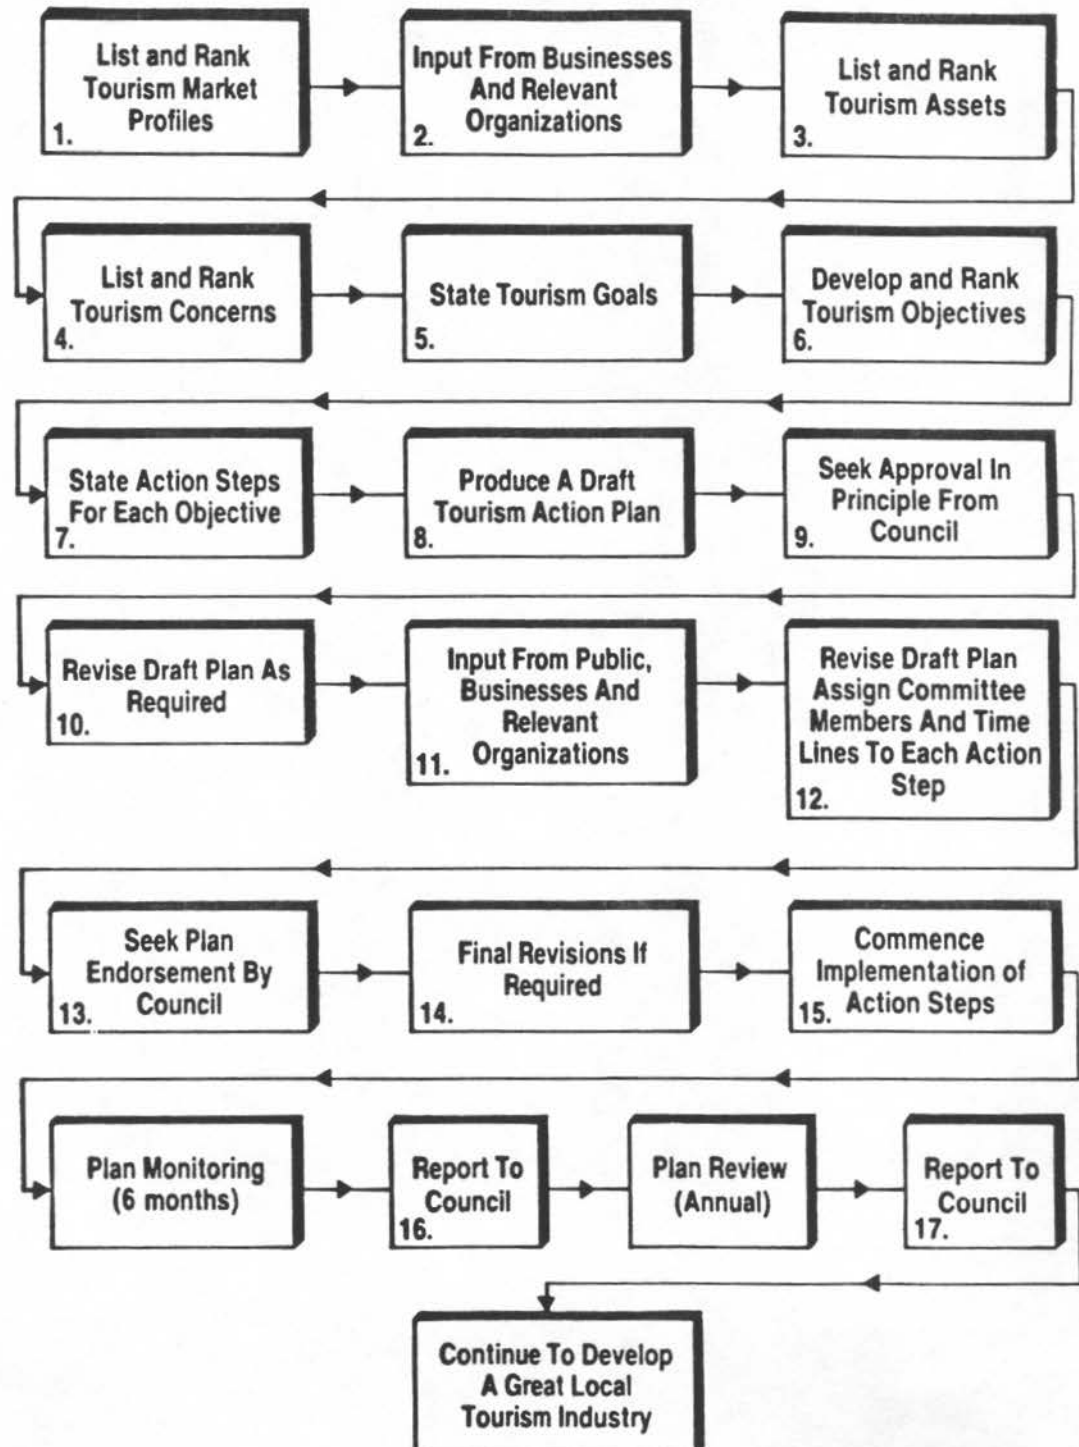 List and Rank
Tourism Market
Profiles
1.
Input From Businesses
And Relevant
Organizations
2.
List and Rank
Tourism Assets
3.
List and Rank
Tourism Concerns
4.
State Tourism Goals
5.
Develop and Rank
Tourism Objectives
6.
State Action Steps
For Each Objective
7.
Produce A Draft
Tourism Action Plan
8.
Seek Approval In
Principle From
Council
9.
Revise Draft Plan As
Required
10.
Input From Public,
Businesses And
Relevant
Organizations
11.
Revise Draft Plan
Assign Committee
Members And Time
Lines To Each Action
Step
12.
Seek Plan
Endorsement By
Council
13.
Final Revisions If
Required
14.
Commence
Implementation of
Action Steps
15.
Plan Monitoring
(6 months)
Report To
Council
16.
Plan Review
(Annual)
Report To
Council
17.
Continue To Develop
A Great Local
Tourism Industry